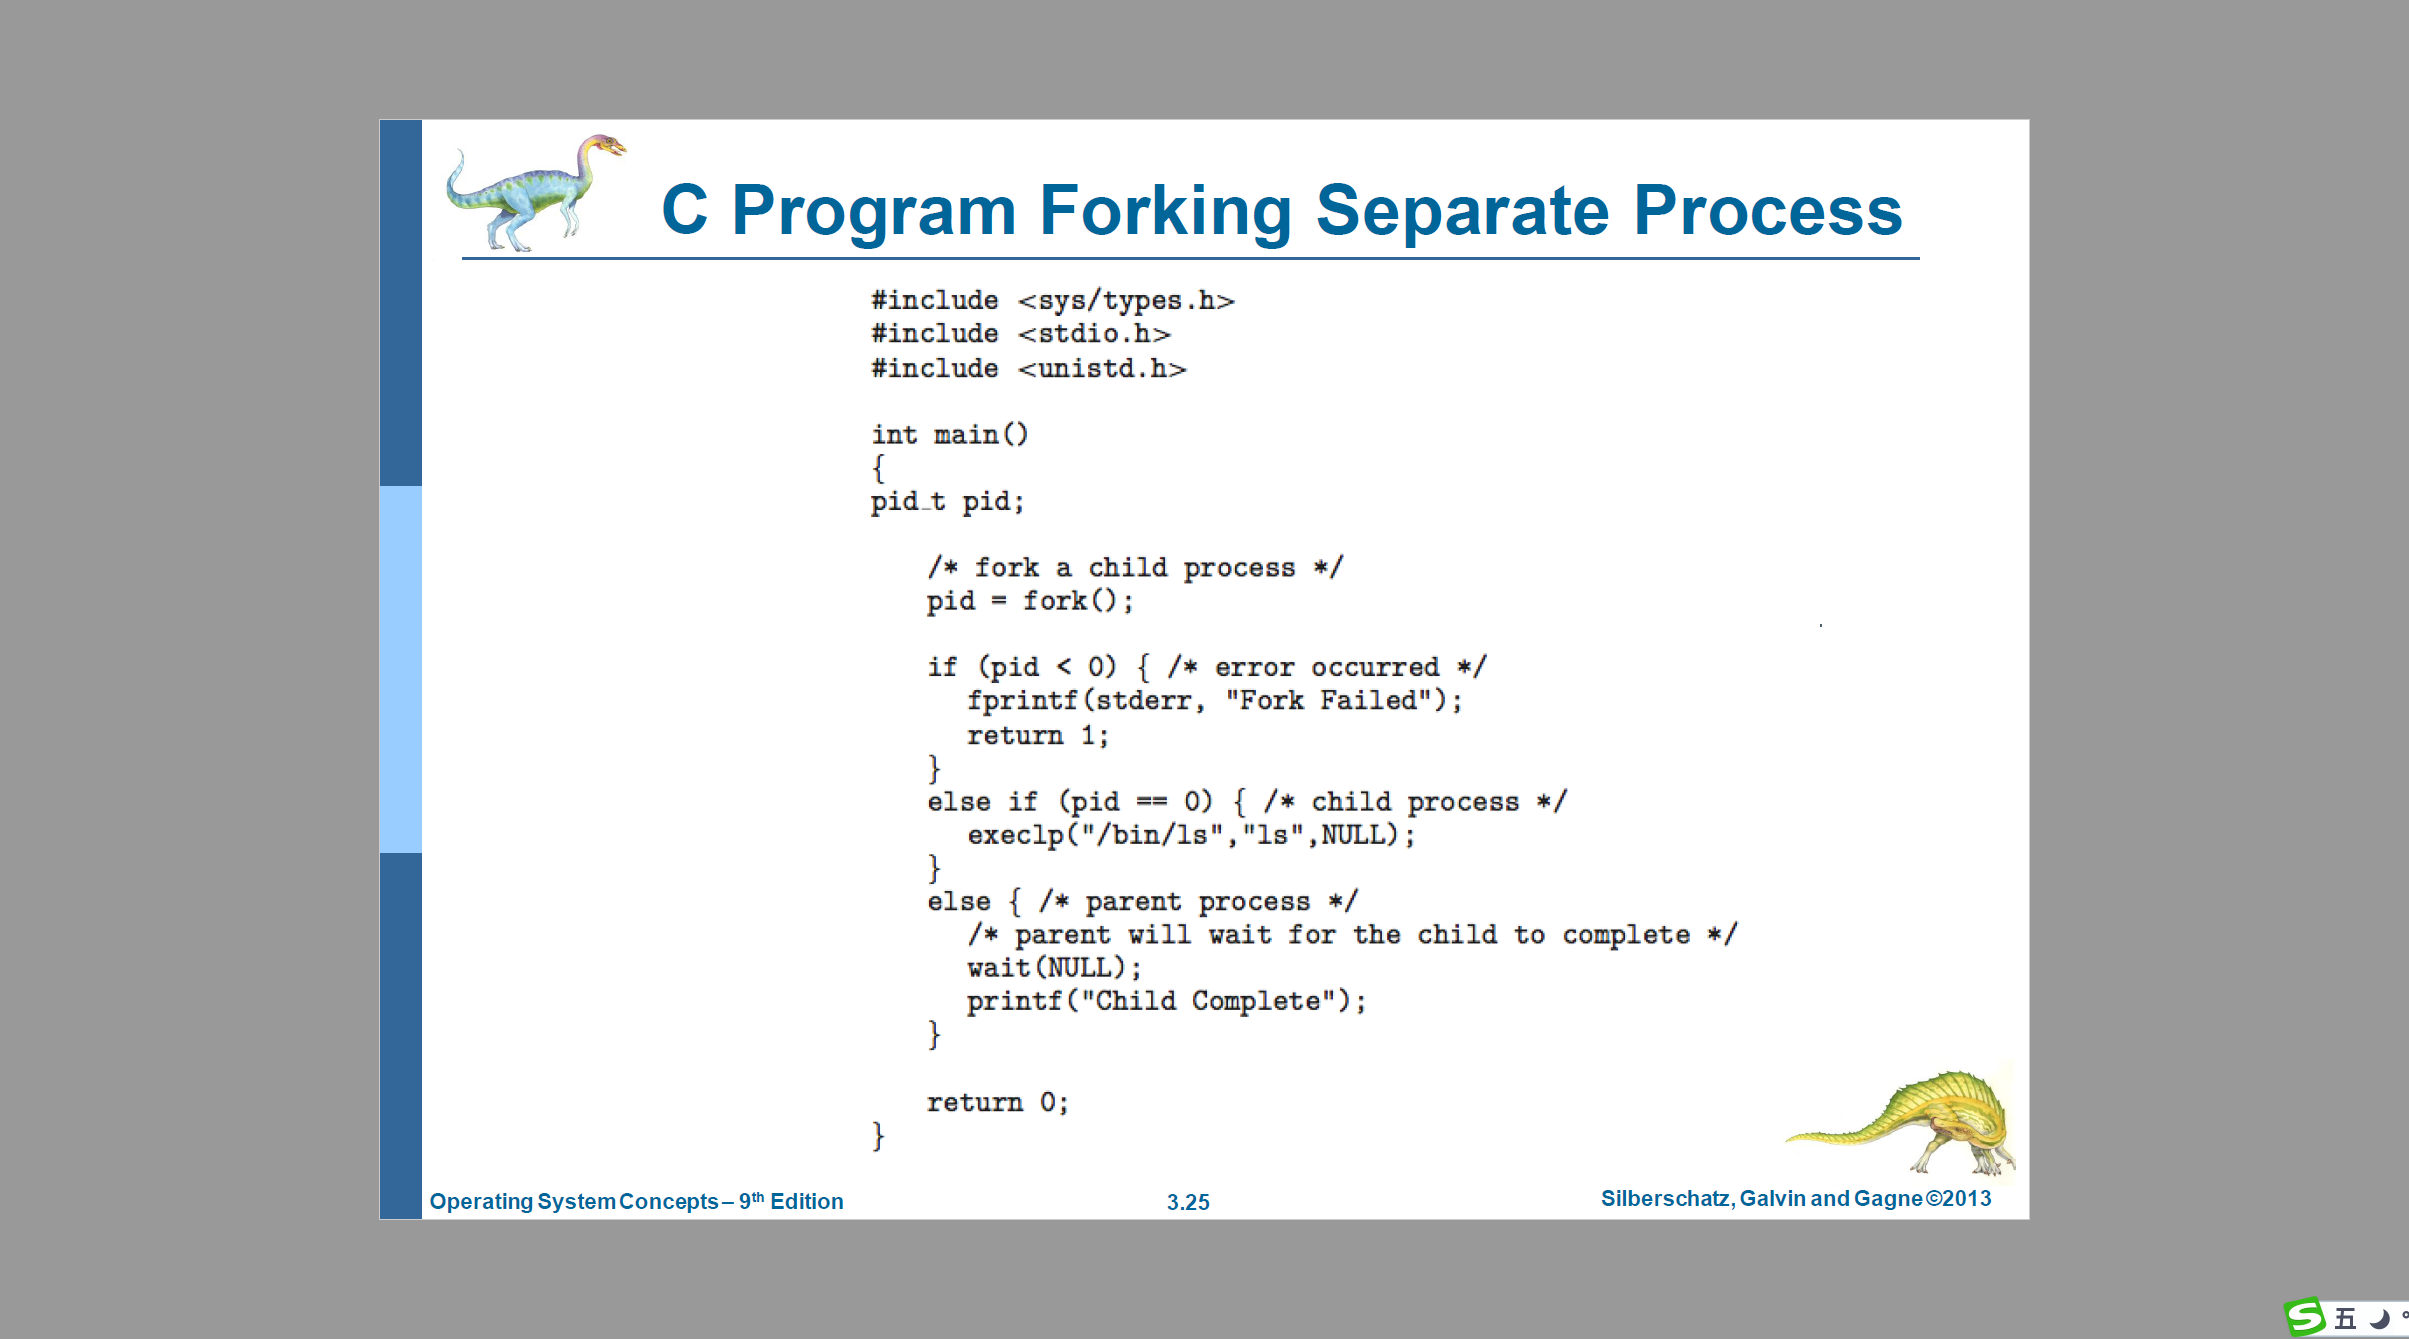 C Program Forking Separate Process
#include <sys/types.h>
#include <stdio.h>
#include <unistd.h>
int main()
{
pid_t pid;
/* fork a child process */
pid = fork();
if (pid < 0) { /* error occurred */
fprintf(stderr, "Fork Failed");
return 1;
}
else if (pid == 0) { /* child process */
execlp("/bin/ls","ls",NULL);
}
else { /* parent process */
/* parent will wait for the child to complete */
wait(NULL);
printf("Child Complete");
}
return 0;
}
Operating System Concepts – 9th Edition
3.25
Silberschatz, Galvin and Gagne ©2013
S 五